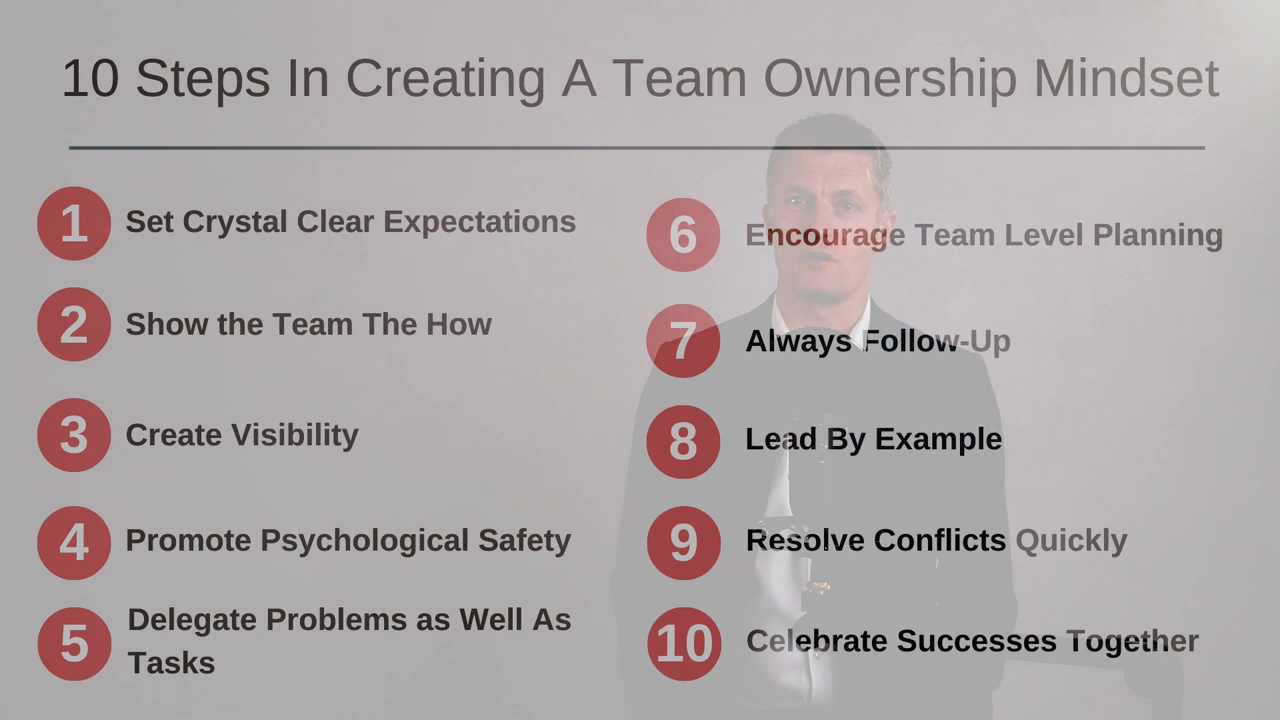 10 Steps In Creating A Team Ownership Mindset
1 Set Crystal Clear Expectations
2 Show the Team The How
3 Create Visibility
4 Promote Psychological Safety
5 Delegate Problems as Well As
Tasks
6 Encourage Team Level Planning
7 Always Follow-Up
8 Lead By Example
9 Resolve Conflicts Quickly
10 Celebrate Successes Together